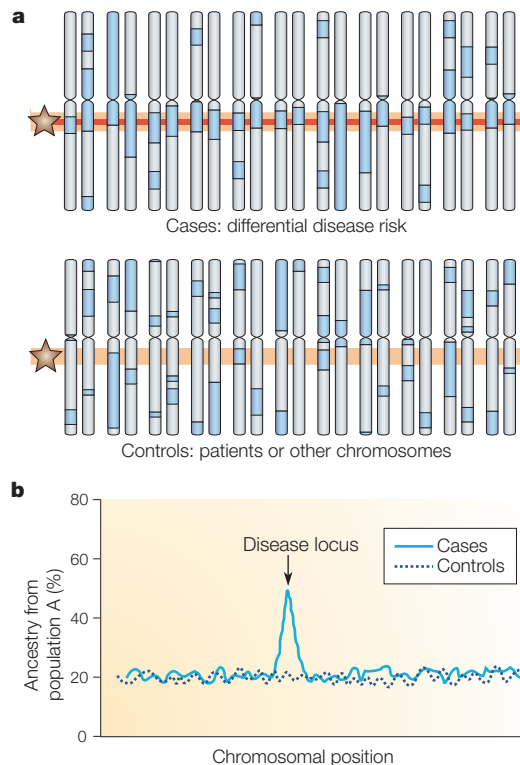 a
Cases: differential disease risk
Controls: patients or other chromosomes
b
80
60
40
20
0
Ancestry from
population A (%)
Disease locus
Cases
Controls
Chromosomal position